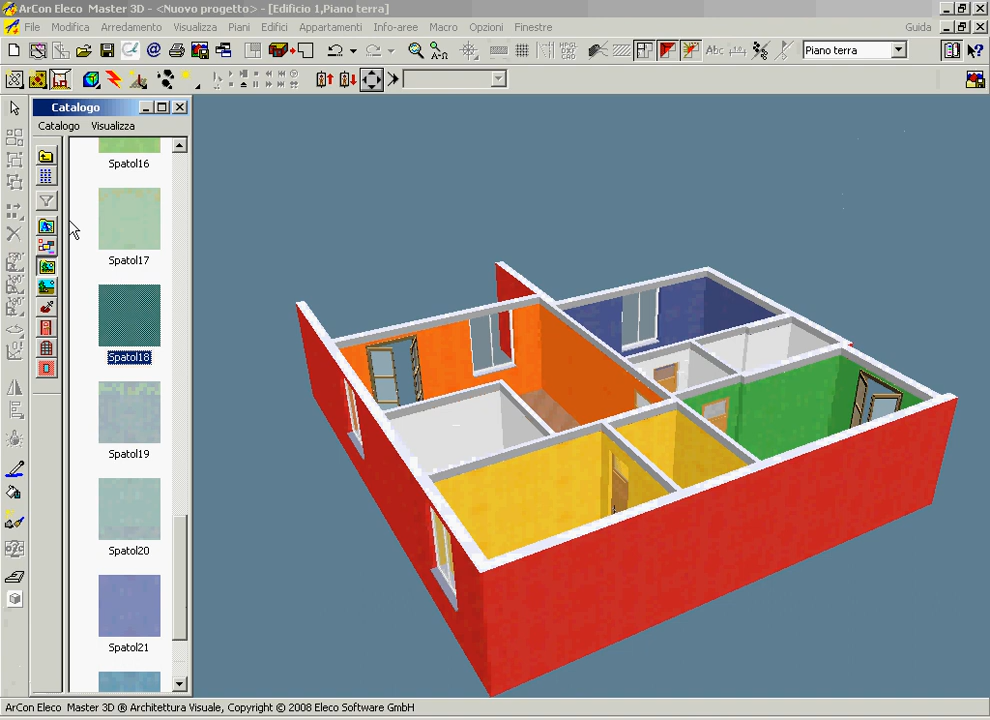 ArCon Eleco Master 3D - <Nuovo progetto> - [Edificio 1,Piano terra]
File Modifica Arredamento Visualizza Piani Edifici Appartamenti Info-aree Macro Opzioni Finestre Guida
Abc Piano terra
Catalogo
Catalogo Visualizza
Spatol16
Spatol17
Spatol18
Spatol19
Spatol20
Spatol21
ArCon Eleco Master 3D ® Architettura Visuale, Copyright © 2008 Eleco Software GmbH